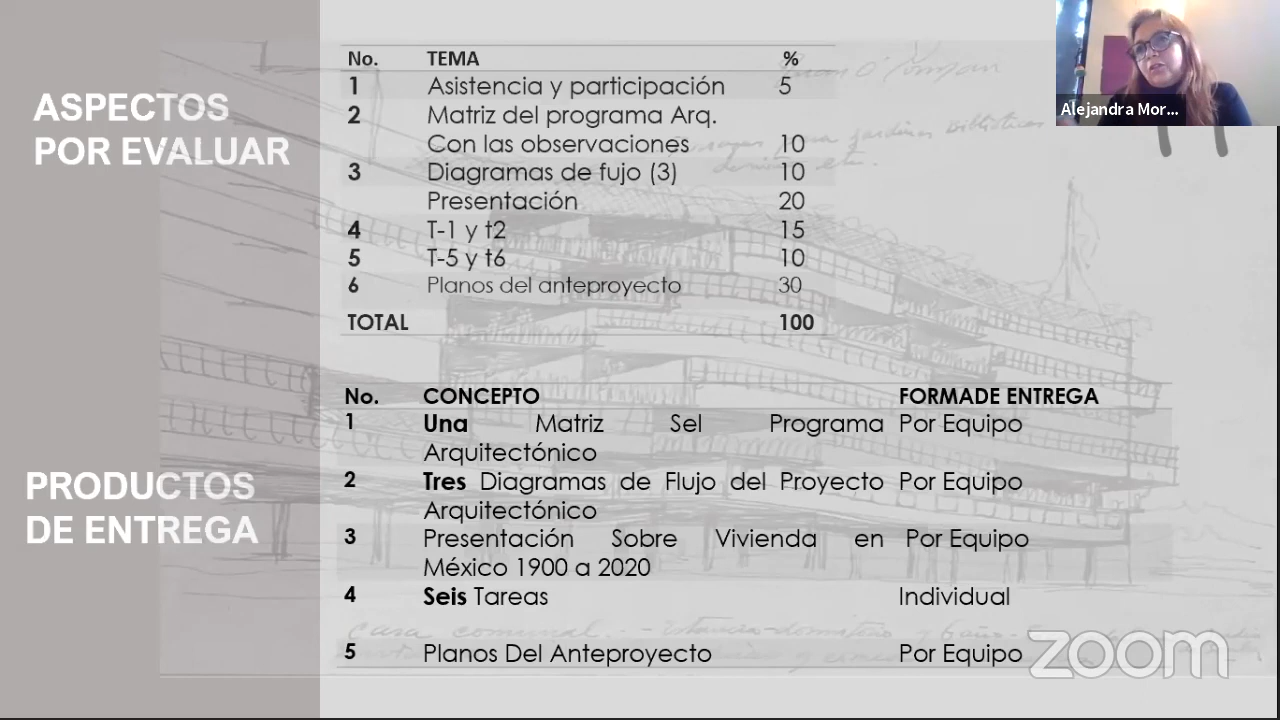 ASPECTOS
POR EVALUAR
No. TEMA %
1 Asistencia y participación 5
2 Matriz del programa Arq.
Con las observaciones 10
3 Diagramas de fujo (3) 10
Presentación 20
4 T-1 y t2 15
5 T-5 y t6 10
6 Planos del anteproyecto 30
TOTAL 100
Alejandra Mor...
PRODUCTOS
DE ENTREGA
No. CONCEPTO FORMADE ENTREGA
1 Una Matriz Sel Programa Por Equipo
Arquitectónico
2 Tres Diagramas de Flujo del Proyecto Por Equipo
Arquitectónico
3 Presentación Sobre Vivienda en Por Equipo
México 1900 a 2020
4 Seis Tareas Individual
5 Planos Del Anteproyecto Por Equipo
zoom